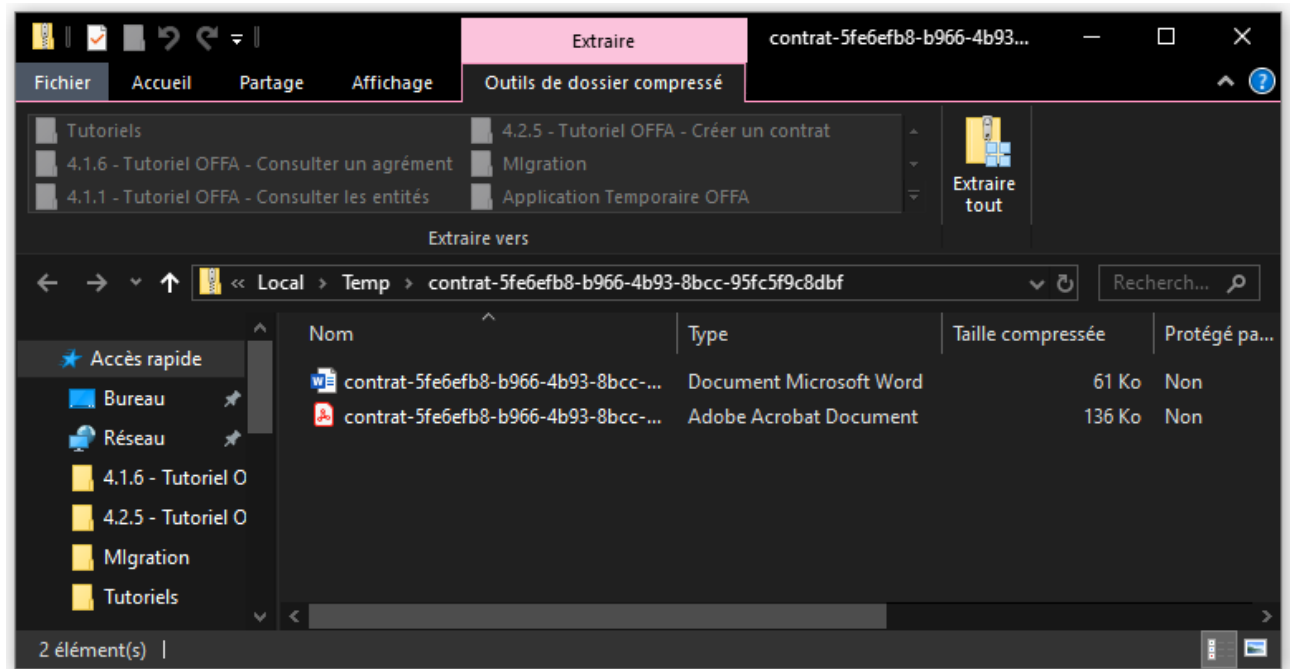 Extraire
contrat-5fe6efb8-b966-4b93...
Fichier Accueil Partage Affichage Outils de dossier compressé
Tutoriels 4.2.5 - Tutoriel OFFA - Créer un contrat
4.1.6 - Tutoriel OFFA - Consulter un agrément MIgration
4.1.1 - Tutoriel OFFA - Consulter les entités Application Temporaire OFFA
Extraire
tout
Extraire vers
« Local > Temp > contrat-5fe6efb8-b966-4b93-8bcc-95fc5f9c8dbf Recherch...
Nom Type Taille compressée Protégé pa...
Accès rapide
Bureau
Réseau
4.1.6 - Tutoriel O
4.2.5 - Tutoriel O
MIgration
Tutoriels
contrat-5fe6efb8-b966-4b93-8bcc-... Document Microsoft Word 61 Ko Non
contrat-5fe6efb8-b966-4b93-8bcc-... Adobe Acrobat Document 136 Ko Non
2 élément(s)